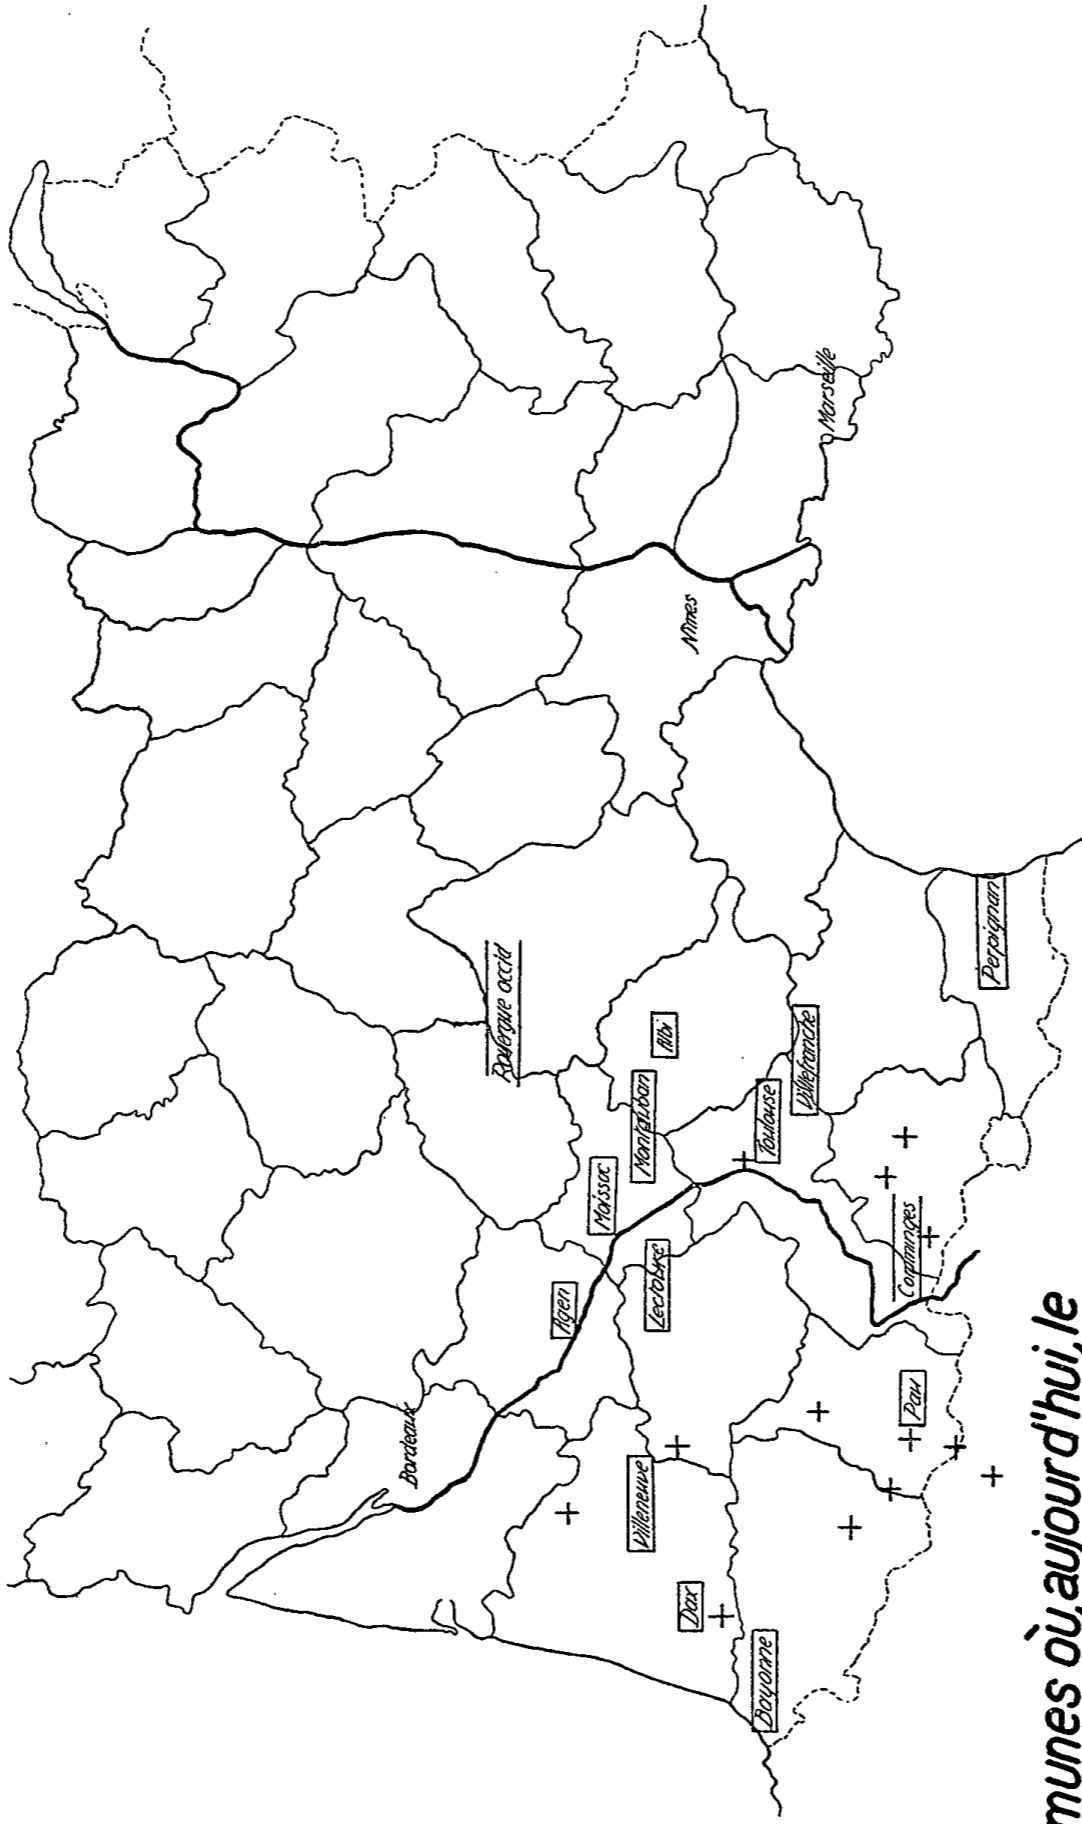 Bordeaux
Rouergue occid
Nîmes
Marseille
Agen
Moissac
Montauban
Albi
Villeneuve
Lectoure
Dax
Toulouse
Villefranche
Bayonne
Pau
Comminges
Perpignan
munes où, aujourd'hui, le